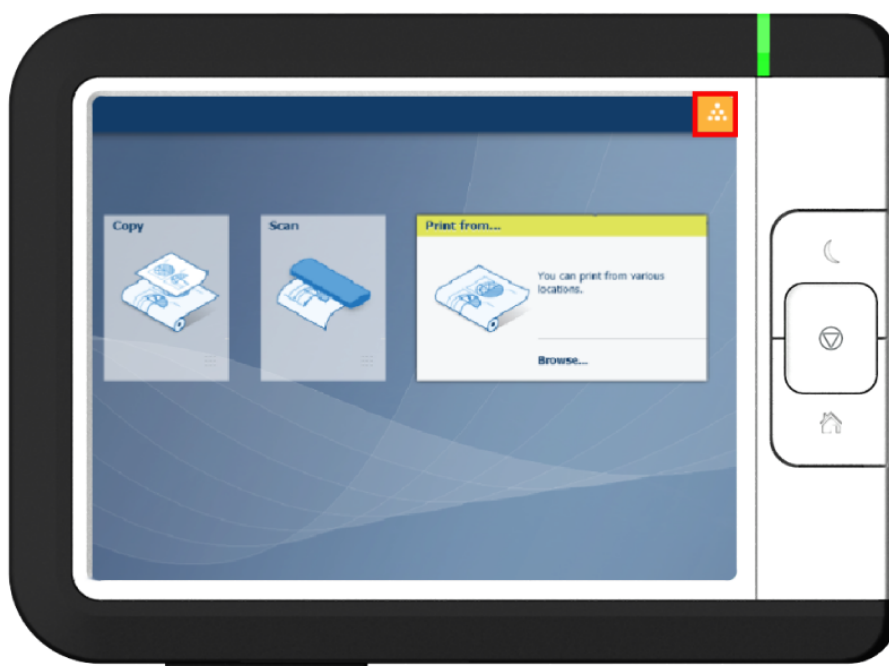 Copy
Scan
Print from...
You can print from various
locations.
Browse...